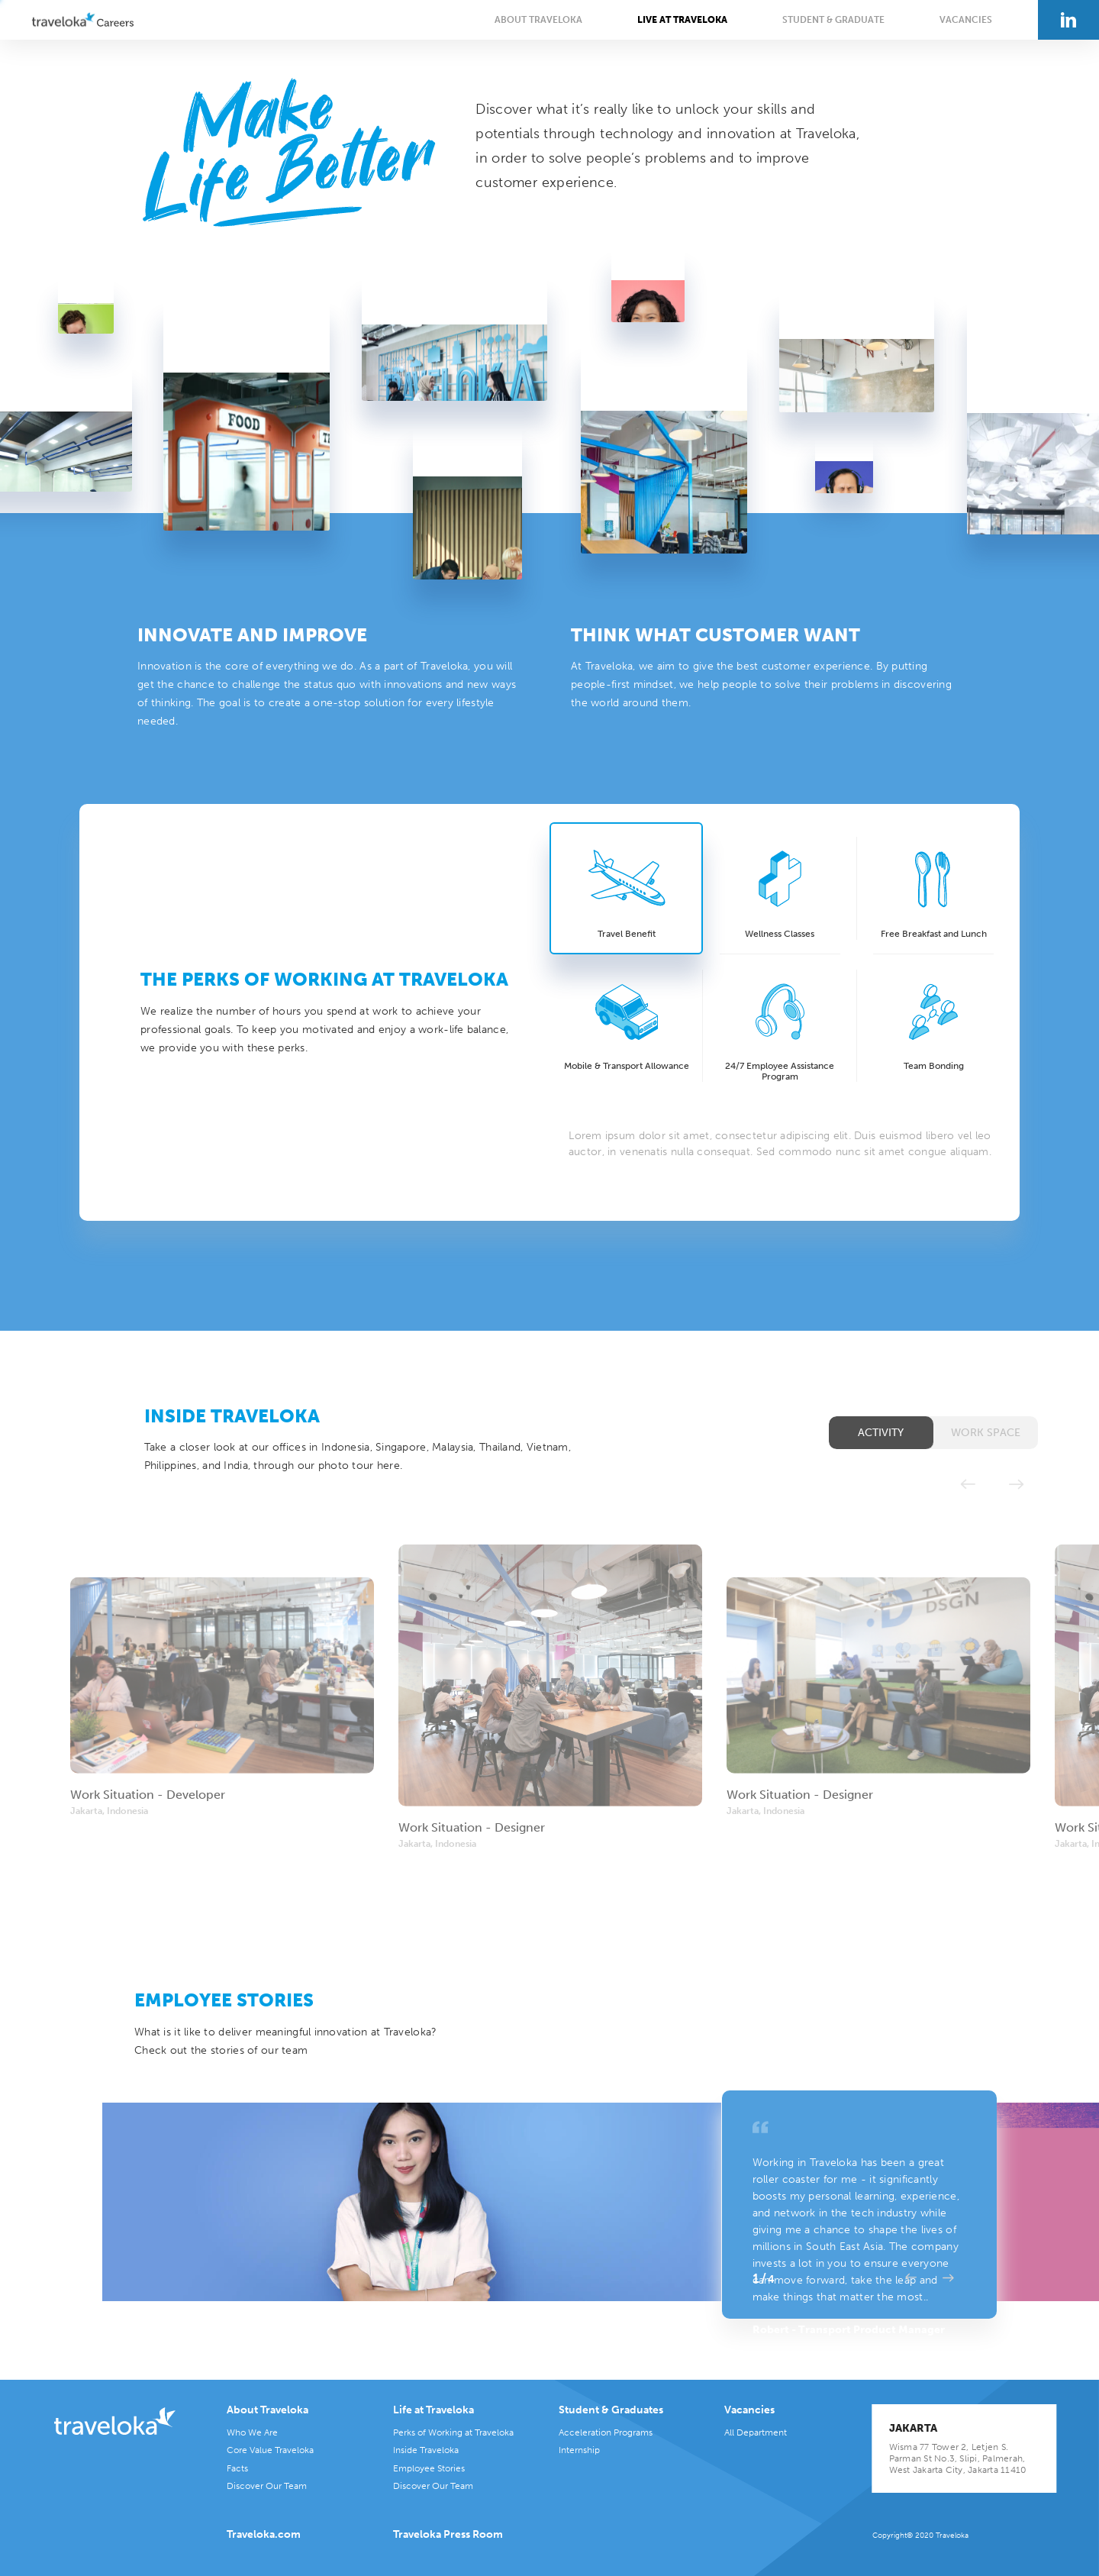 traveloka Careers
ABOUT TRAVELOKA
LIVE AT TRAVELOKA
STUDENT & GRADUATE
VACANCIES
in
Make
Life Better
Discover what it's really like to unlock your skills and
potentials through technology and innovation at Traveloka,
in order to solve people's problems and to improve
customer experience.
TRAVELOKA
FOOD
INNOVATE AND IMPROVE
Innovation is the core of everything we do. As a part of Traveloka, you will
get the chance to challenge the status quo with innovations and new ways
of thinking. The goal is to create a one-stop solution for every lifestyle
needed.
THINK WHAT CUSTOMER WANT
At Traveloka, we aim to give the best customer experience. By putting
people-first mindset, we help people to solve their problems in discovering
the world around them.
THE PERKS OF WORKING AT TRAVELOKA
We realize the number of hours you spend at work to achieve your
professional goals. To keep you motivated and enjoy a work-life balance,
we provide you with these perks.
Travel Benefit
Wellness Classes
Free Breakfast and Lunch
Mobile & Transport Allowance
24/7 Employee Assistance
Program
Team Bonding
Lorem ipsum dolor sit amet, consectetur adipiscing elit. Duis euismod libero vel leo
auctor, in venenatis nulla consequat. Sed commodo nunc sit amet congue aliquam.
INSIDE TRAVELOKA
Take a closer look at our offices in Indonesia, Singapore, Malaysia, Thailand, Vietnam,
Philippines, and India, through our photo tour here.
ACTIVITY
WORK SPACE
DSGN
Work Situation - Developer
Jakarta, Indonesia
Work Situation - Designer
Jakarta, Indonesia
Work Situation - Designer
Jakarta, Indonesia
Work Si
Jakarta, In
EMPLOYEE STORIES
What is it like to deliver meaningful innovation at Traveloka?
Check out the stories of our team
“
Working in Traveloka has been a great
roller coaster for me - it significantly
boosts my personal learning, experience,
and network in the tech industry while
giving me a chance to shape the lives of
millions in South East Asia. The company
invests a lot in you to ensure everyone
can move forward, take the leap and
make things that matter the most..
1 / 4
Robert - Transport Product Manager
traveloka
About Traveloka
Who We Are
Core Value Traveloka
Facts
Discover Our Team
Life at Traveloka
Perks of Working at Traveloka
Inside Traveloka
Employee Stories
Discover Our Team
Student & Graduates
Acceleration Programs
Internship
Vacancies
All Department
JAKARTA
Wisma 77 Tower 2, Letjen S.
Parman St No.3, Slipi, Palmerah,
West Jakarta City, Jakarta 11410
Traveloka.com
Traveloka Press Room
Copyright© 2020 Traveloka